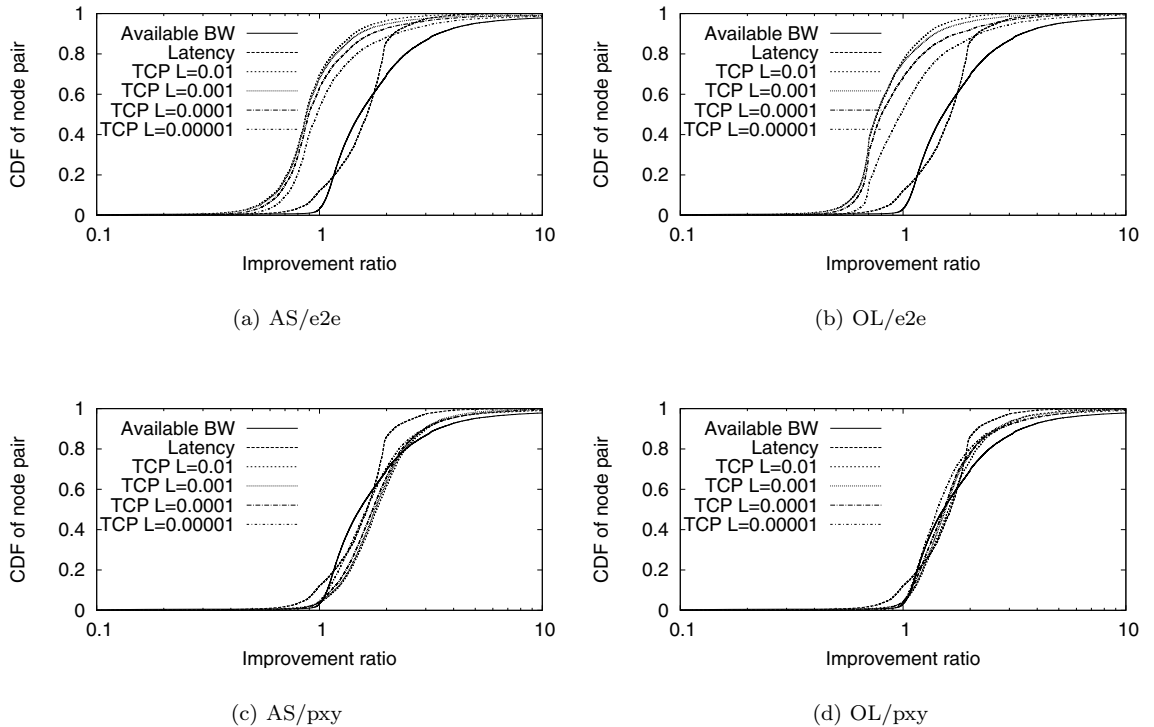 CDF of node pair
1
0.8
0.6
0.4
0.2
0
Available BW
Latency
TCP L=0.01
TCP L=0.001
TCP L=0.0001
TCP L=0.00001
0.1 1 10
Improvement ratio
(a) AS/e2e
CDF of node pair
1
0.8
0.6
0.4
0.2
0
Available BW
Latency
TCP L=0.01
TCP L=0.001
TCP L=0.0001
TCP L=0.00001
0.1 1 10
Improvement ratio
(b) OL/e2e
CDF of node pair
1
0.8
0.6
0.4
0.2
0
Available BW
Latency
TCP L=0.01
TCP L=0.001
TCP L=0.0001
TCP L=0.00001
0.1 1 10
Improvement ratio
(c) AS/pxy
CDF of node pair
1
0.8
0.6
0.4
0.2
0
Available BW
Latency
TCP L=0.01
TCP L=0.001
TCP L=0.0001
TCP L=0.00001
0.1 1 10
Improvement ratio
(d) OL/pxy